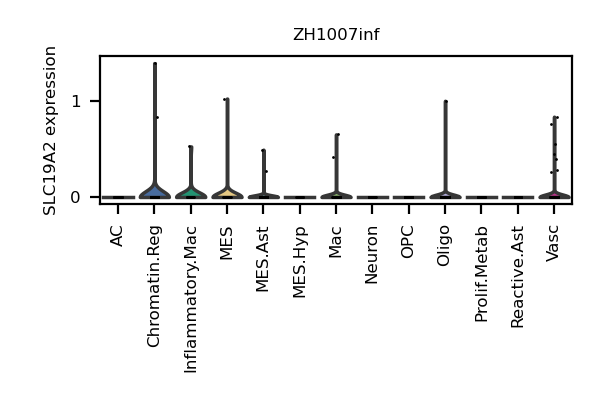 ZH1007inf
SLC19A2 expression
1
0
AC
Chromatin.Reg
Inflammatory.Mac
MES
MES.Ast
MES.Hyp
Mac
Neuron
OPC
Oligo
Prolif.Metab
Reactive.Ast
Vasc